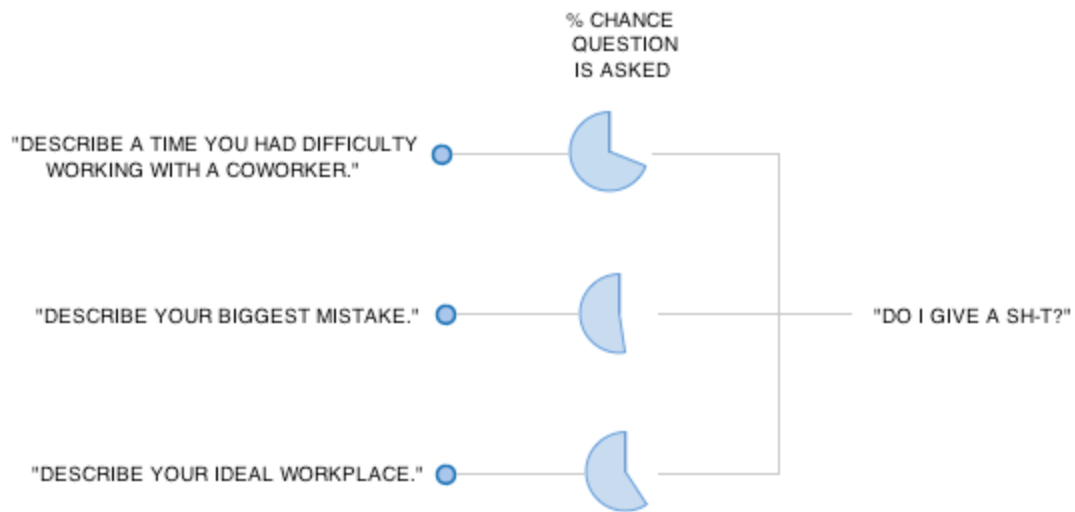 % CHANCE
QUESTION
IS ASKED
"DESCRIBE A TIME YOU HAD DIFFICULTY
WORKING WITH A COWORKER."
"DESCRIBE YOUR BIGGEST MISTAKE."
"DO I GIVE A SH-T?"
"DESCRIBE YOUR IDEAL WORKPLACE."